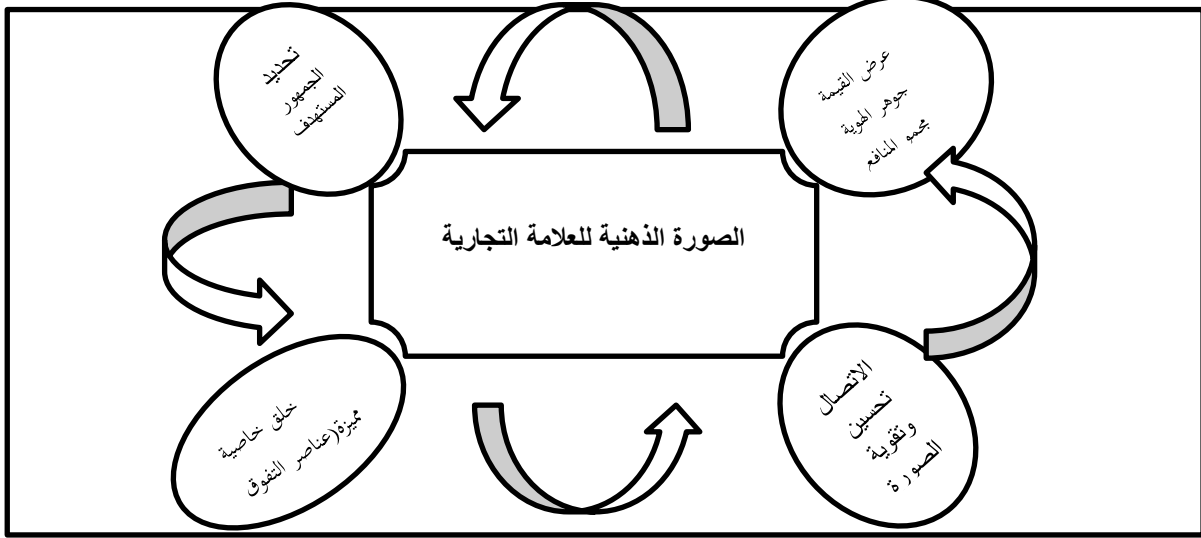 عرض القيمة
جوهر الهوية
مجمو المنافع
تحديد
الجمهور
المستهدف
الصورة الذهنية للعلامة التجارية
خلق خاصية
مميزة(عناصر التفوق
الاتصال
تحسين
وتقوية
الصورة